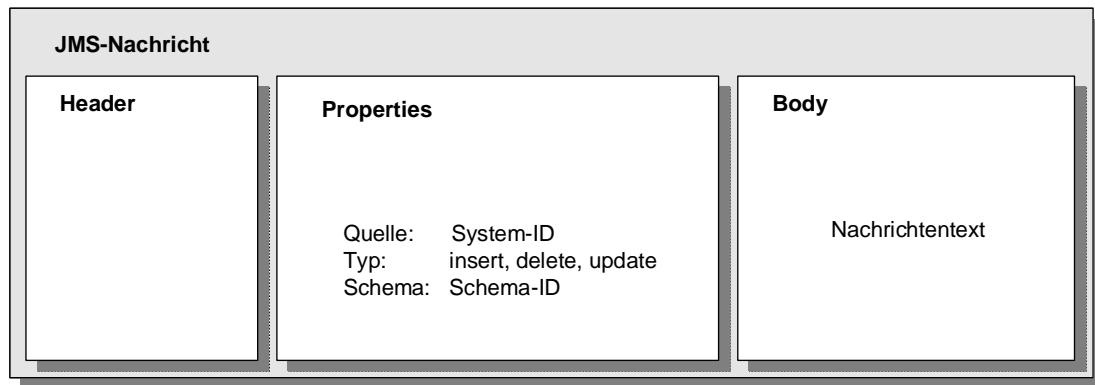 JMS-Nachricht
Header
Properties
Quelle: System-ID
Typ: insert, delete, update
Schema: Schema-ID
Body
Nachrichtentext